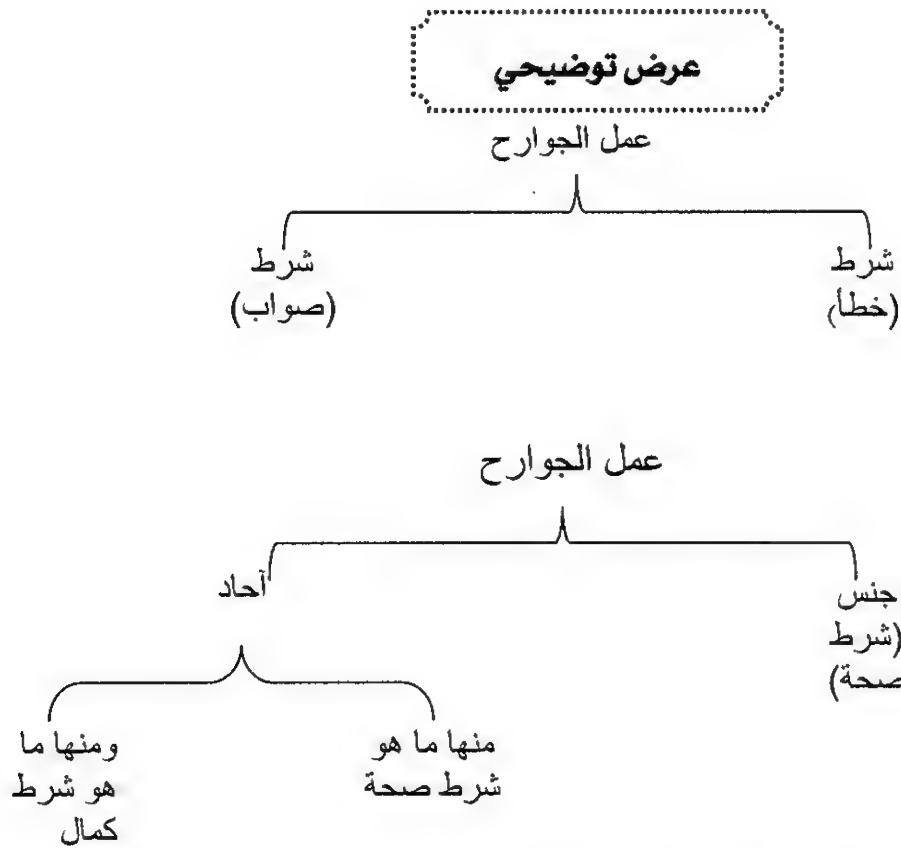 عرض توضيحي
عمل الجوارح
شرط
(خطأ)
شرط
(صواب)
عمل الجوارح
جنس
(شرط
صحة)
آحاد
منها ما هو
شرط صحة
ومنها ما
هو شرط
كمال